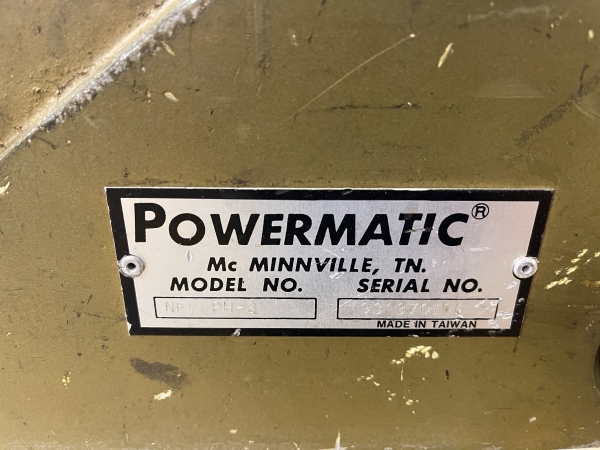 POWERMATIC®
Mc MINNVILLE, TN.
MODEL NO. SERIAL NO.
MADE IN TAIWAN